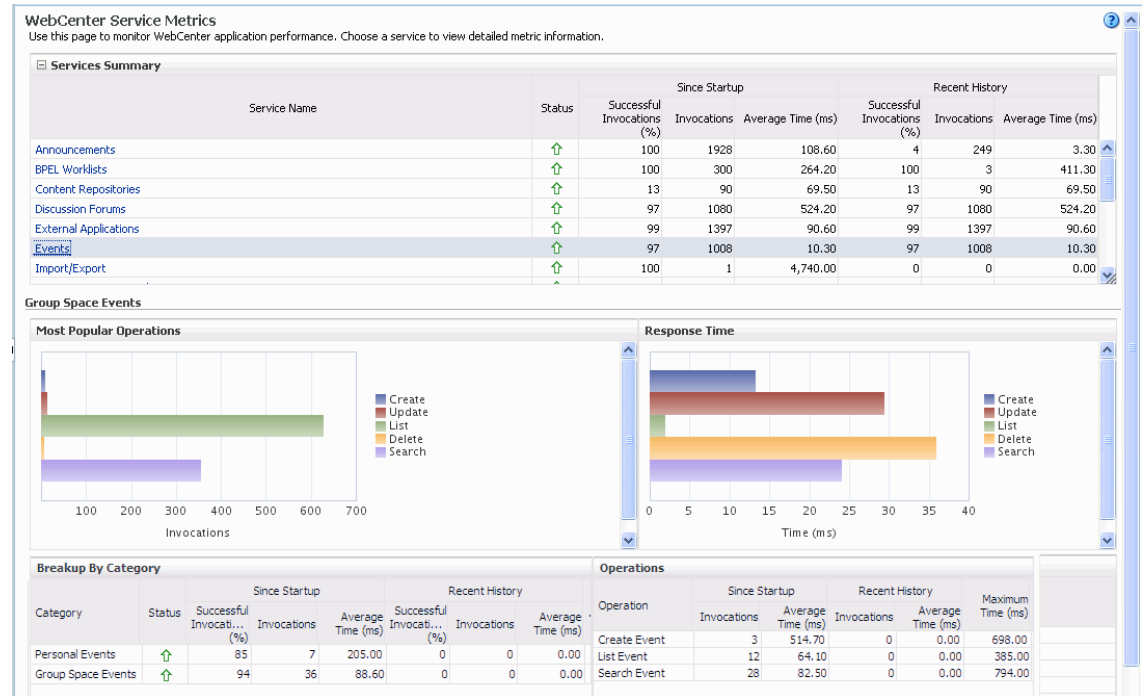 WebCenter Service Metrics
Use this page to monitor WebCenter application performance. Choose a service to view detailed metric information.
Services Summary
Since Startup Recent History
Service Name Status Successful Invocations (%) Invocations Average Time (ms) Successful Invocations (%) Invocations Average Time (ms)
Announcements 100 1928 108.60 4 249 3.30
BPEL Worklists 100 300 264.20 100 3 411.30
Content Repositories 13 90 69.50 13 90 69.50
Discussion Forums 97 1080 524.20 97 1080 524.20
External Applications 99 1397 90.60 99 1397 90.60
Events 97 1008 10.30 97 1008 10.30
Import/Export 100 1 4,740.00 0 0 0.00
Group Space Events
Most Popular Operations
Create
Update
List
Delete
Search
100 200 300 400 500 600 700
Invocations
Response Time
Create
Update
List
Delete
Search
0 5 10 15 20 25 30 35 40
Time (ms)
Breakup By Category
Since Startup Recent History
Category Status Successful Invocati... (%) Invocations Average Time (ms) Successful Invocati... (%) Invocations Average Time (ms)
Personal Events 85 7 205.00 0 0 0.00
Group Space Events 94 36 88.60 0 0 0.00
Operations
Since Startup Recent History
Operation Invocations Average Time (ms) Invocations Average Time (ms) Maximum Time (ms)
Create Event 3 514.70 0 0.00 698.00
List Event 12 64.10 0 0.00 385.00
Search Event 28 82.50 0 0.00 794.00